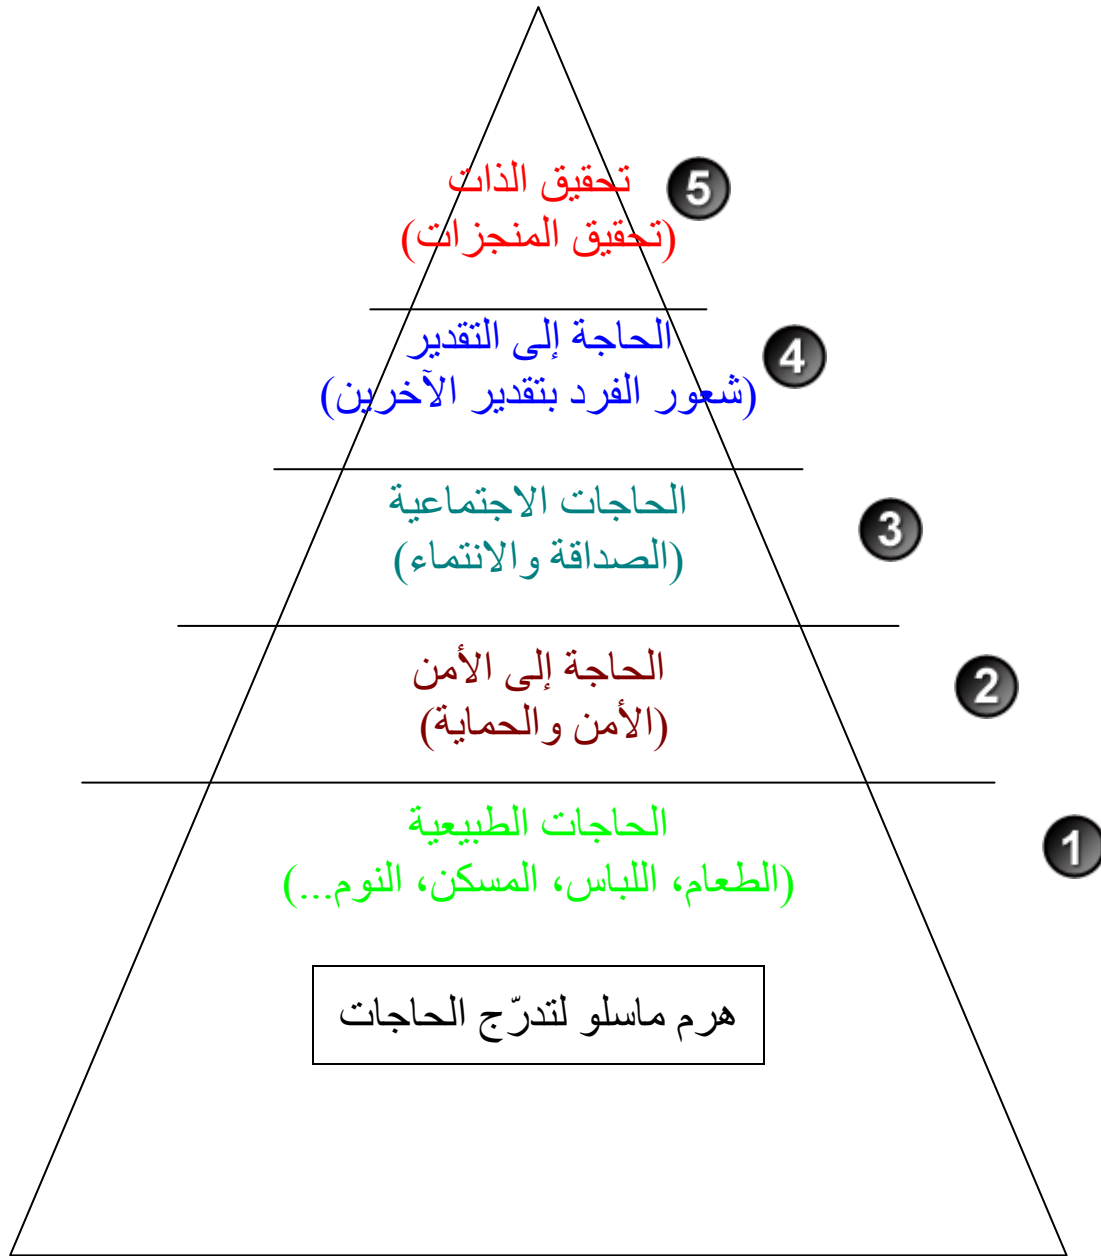 تحقيق الذات 5
(تحقيق المنجزات)
الحاجة إلى التقدير 4
(شعور الفرد بتقدير الآخرين)
الحاجات الاجتماعية 3
(الصداقة والانتماء)
الحاجة إلى الأمن 2
(الأمن والحماية)
الحاجات الطبيعية 1
(الطعام، اللباس، المسكن، النوم...)
هرم ماسلو لتدرّج الحاجات